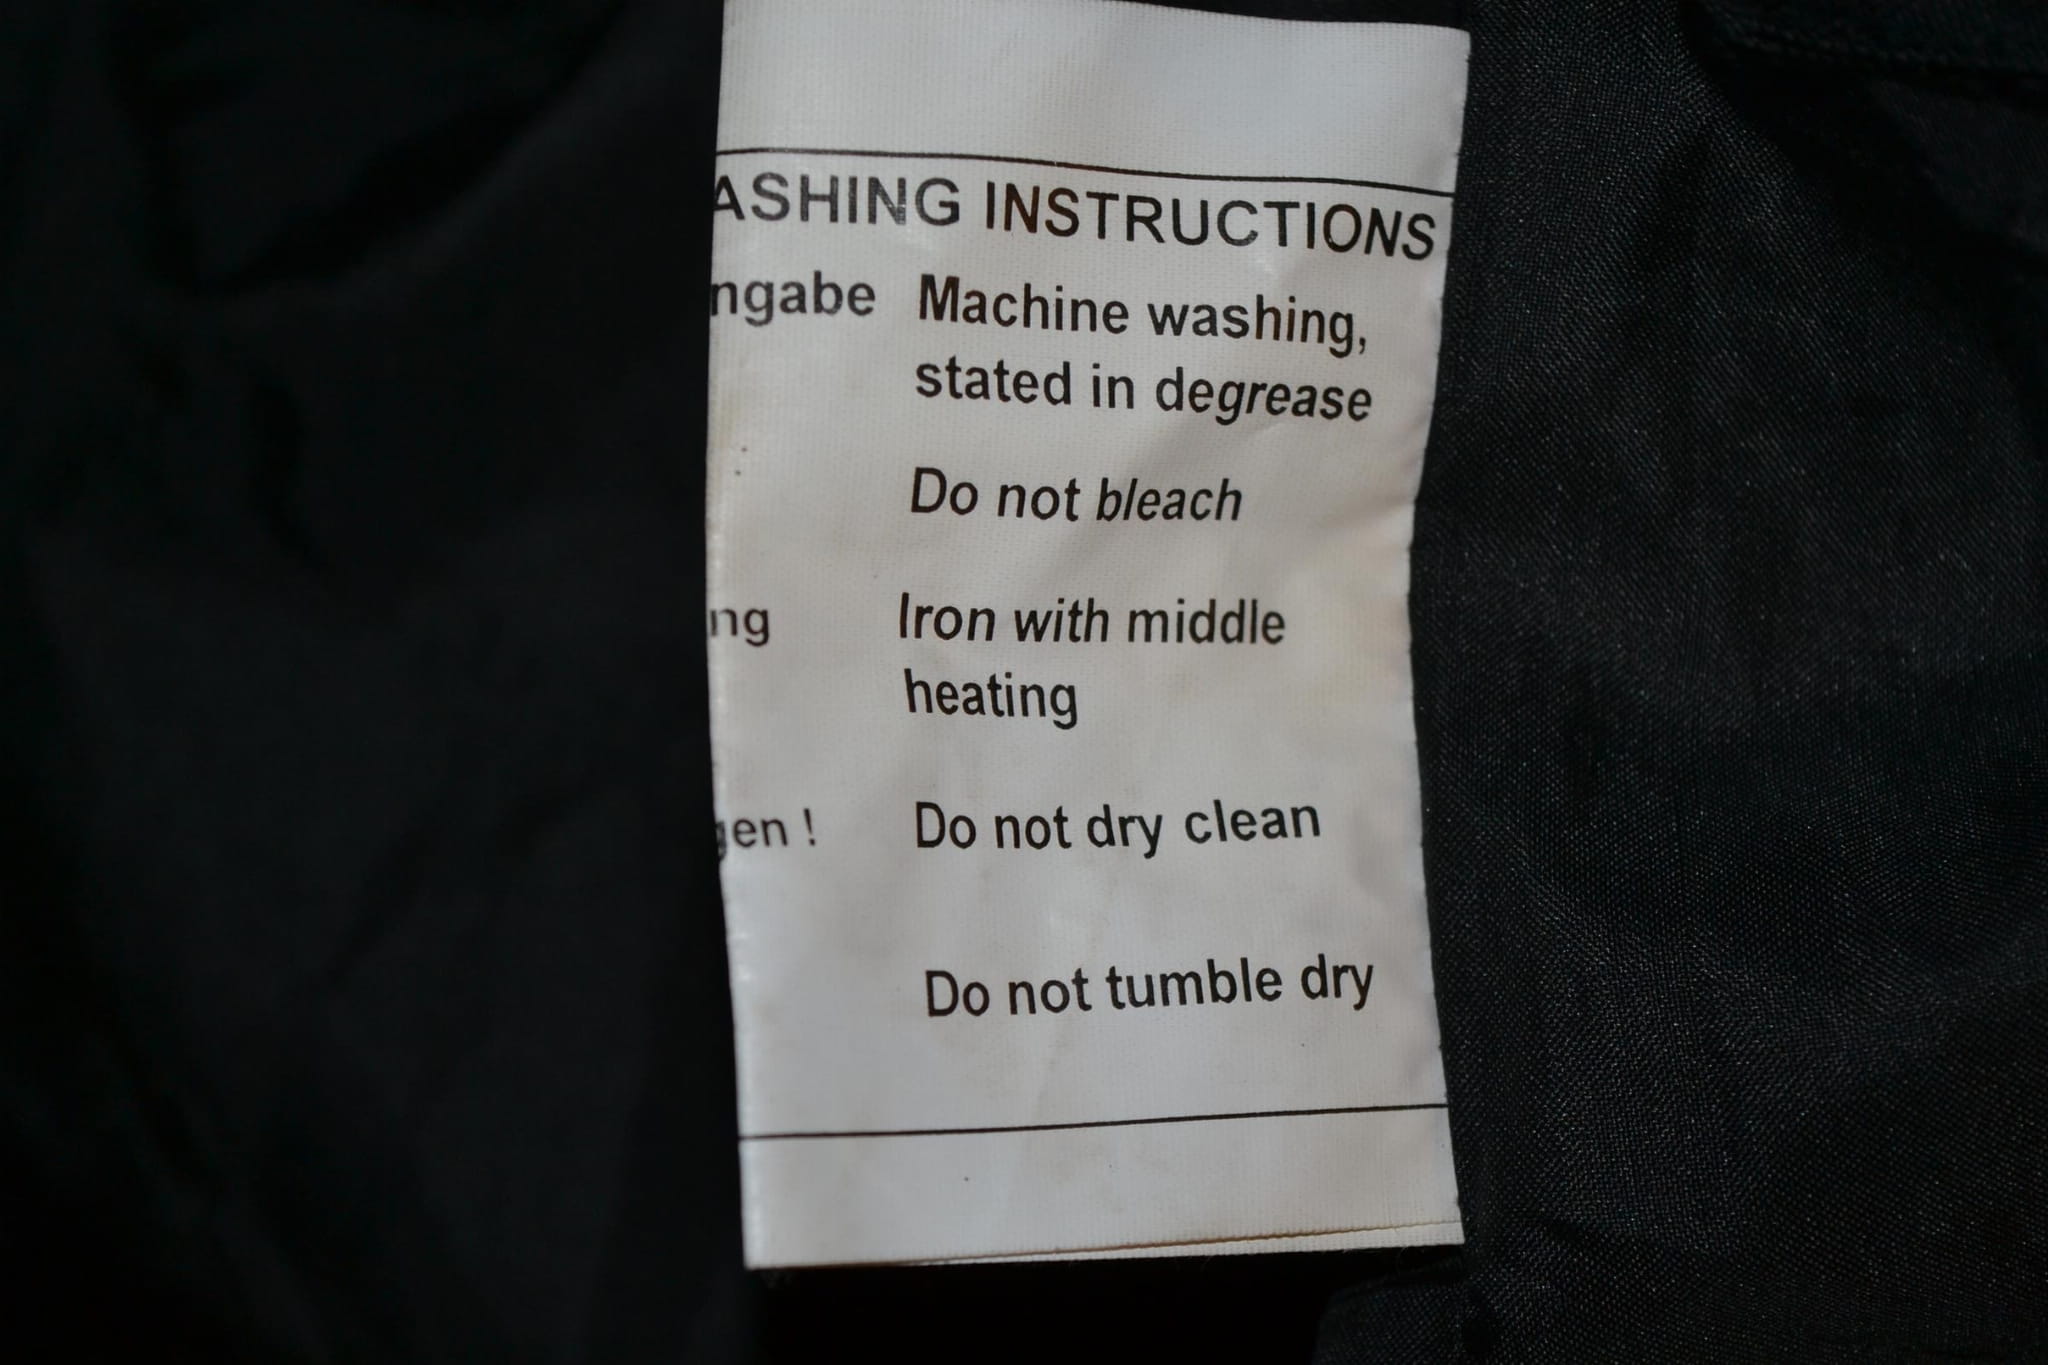 ASHING INSTRUCTIONS
ngabe Machine washing,
stated in degrease
Do not bleach
ng Iron with middle
heating
gen ! Do not dry clean
Do not tumble dry